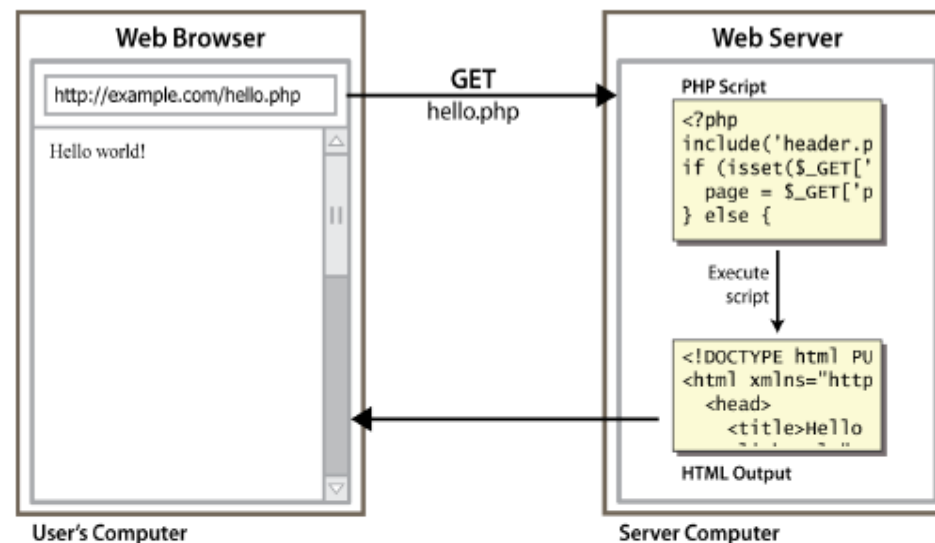 Web Browser
http://example.com/hello.php
Hello world!
User's Computer
GET
hello.php
Web Server
PHP Script
<?php
include('header.p
if (isset($_GET['
page = $_GET['p
} else {
Execute
script
<!DOCTYPE html PU
<html xmlns="http
<head>
<title>Hello
HTML Output
Server Computer